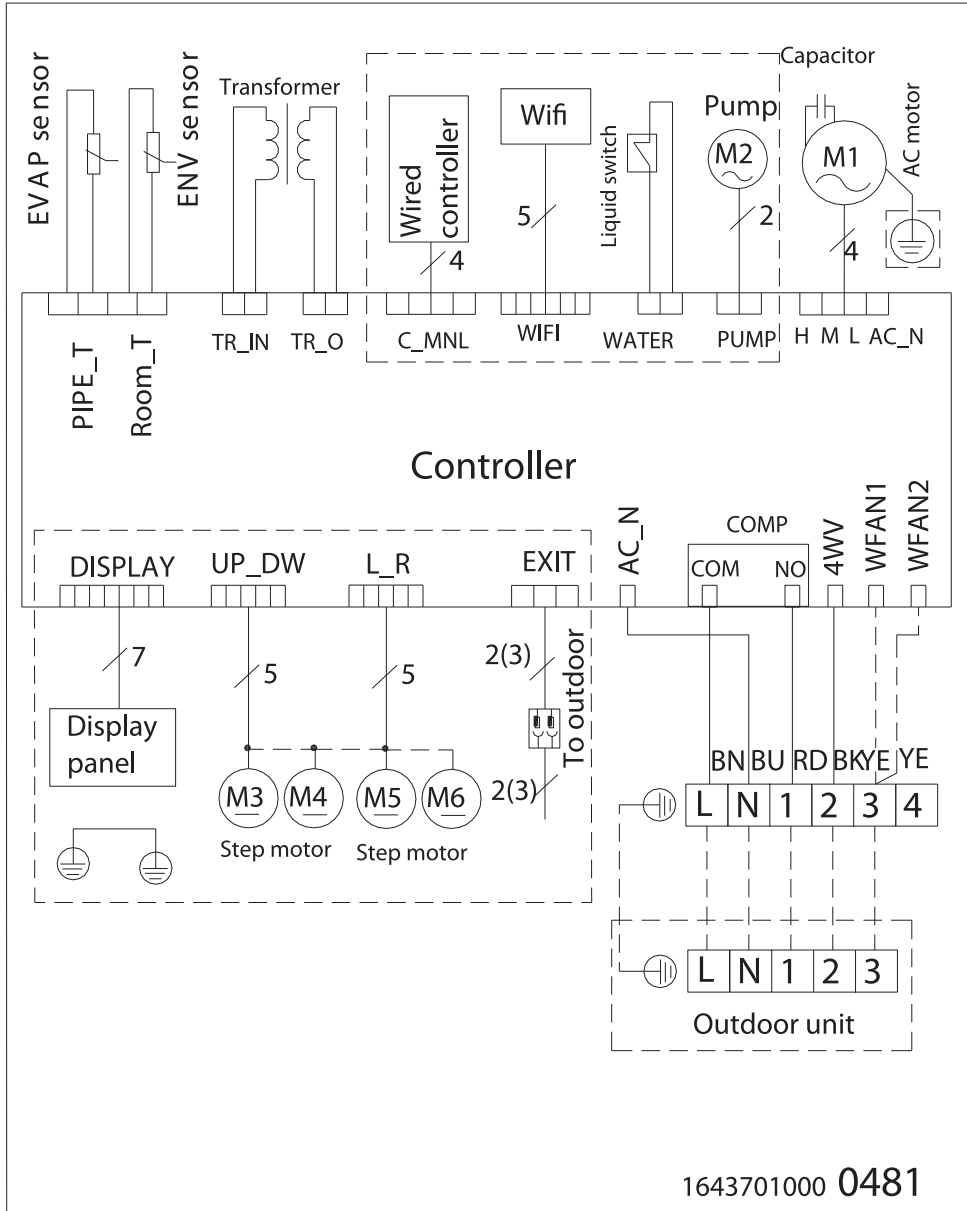 EVAP sensor
ENV sensor
Transformer
Wired
controller
Wifi
Liquid switch
Pump
M2
Capacitor
M1
AC motor
4
5
2
4
PIPE_T
Room_T
TR_IN
TR_O
C_MNL
WIFI
WATER
PUMP
H M L AC_N
Controller
DISPLAY
UP_DW
L_R
EXIT
AC_N
COMP
COM
NO
4WV
WFAN1
WFAN2
7
5
5
2(3)
To outdoor
2(3)
Display
panel
M3
M4
M5
M6
Step motor
Step motor
BN BU RD BK YE YE
L N 1 2 3 4
L N 1 2 3
Outdoor unit
1643701000 0481